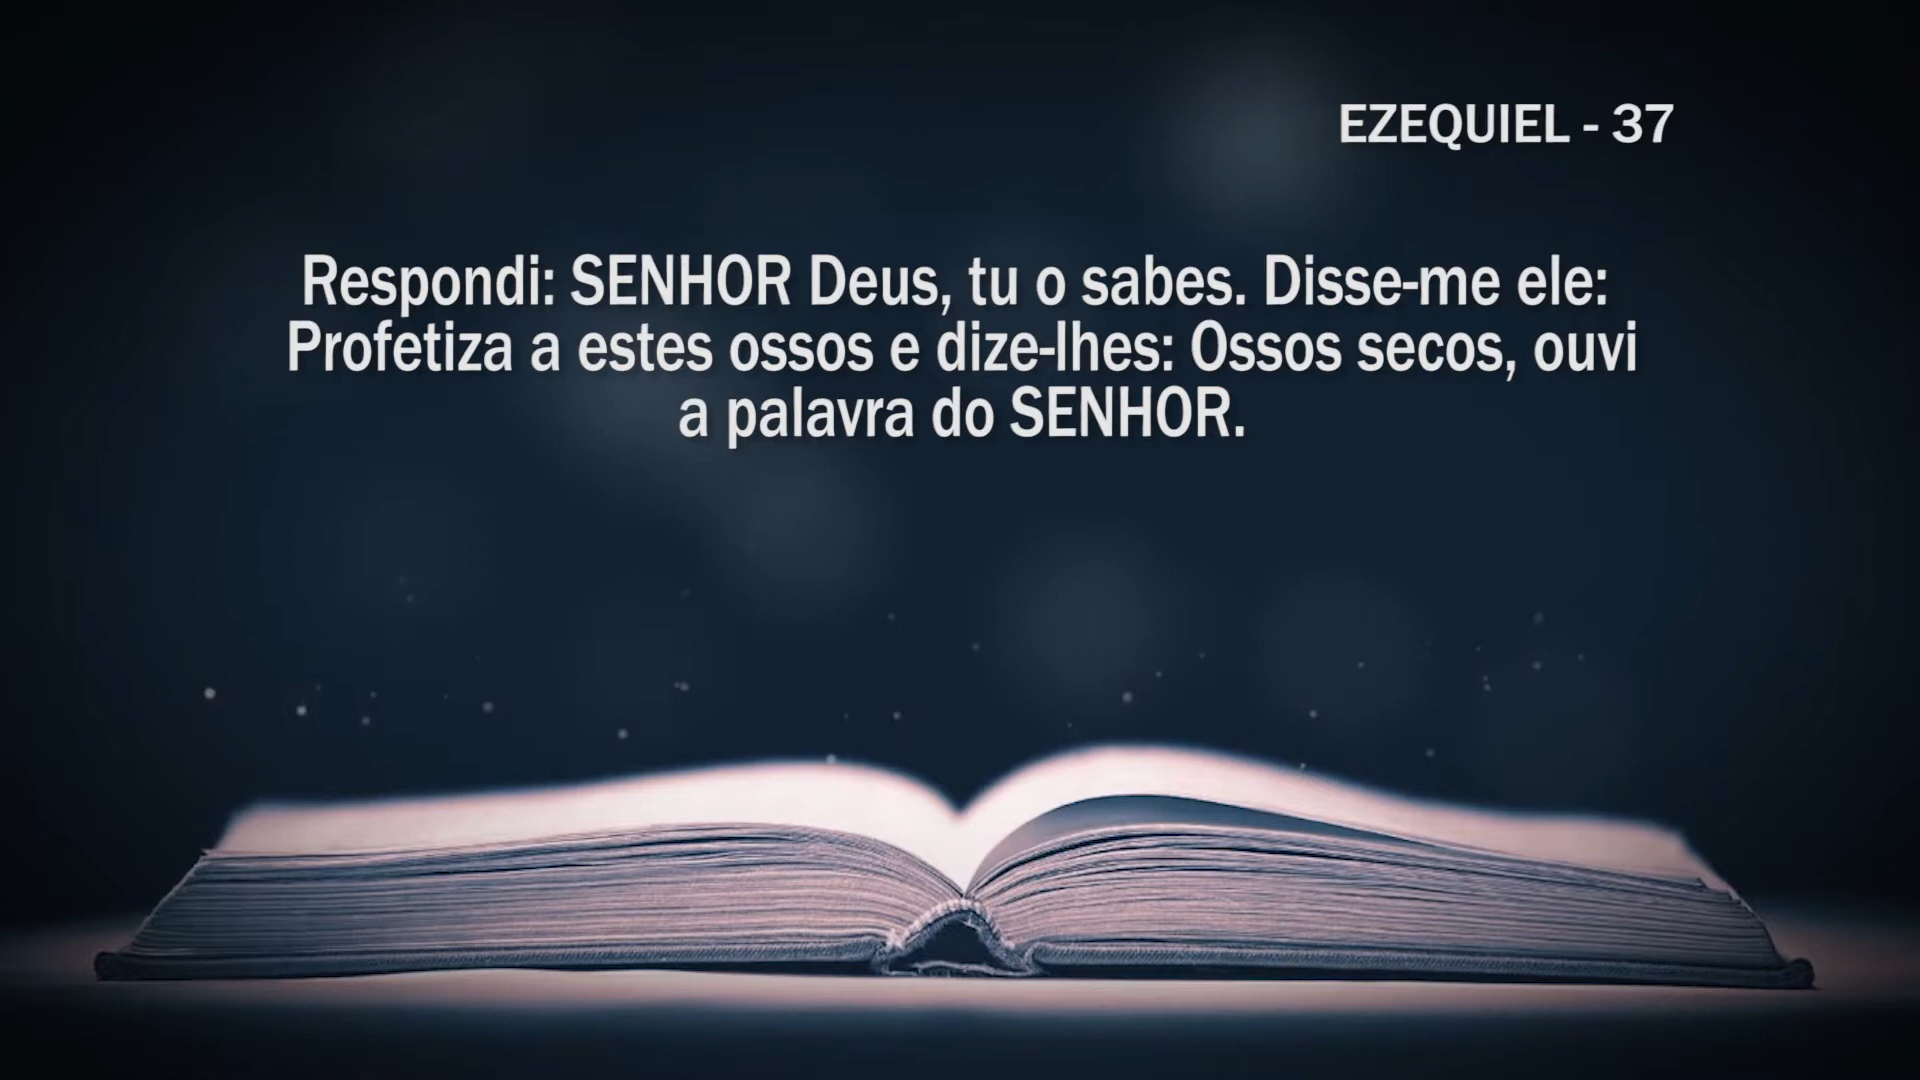 EZEQUIEL - 37
Respondi: SENHOR Deus, tu o sabes. Disse-me ele:
Profetiza a estes ossos e dize-lhes: Ossos secos, ouvi
a palavra do SENHOR.